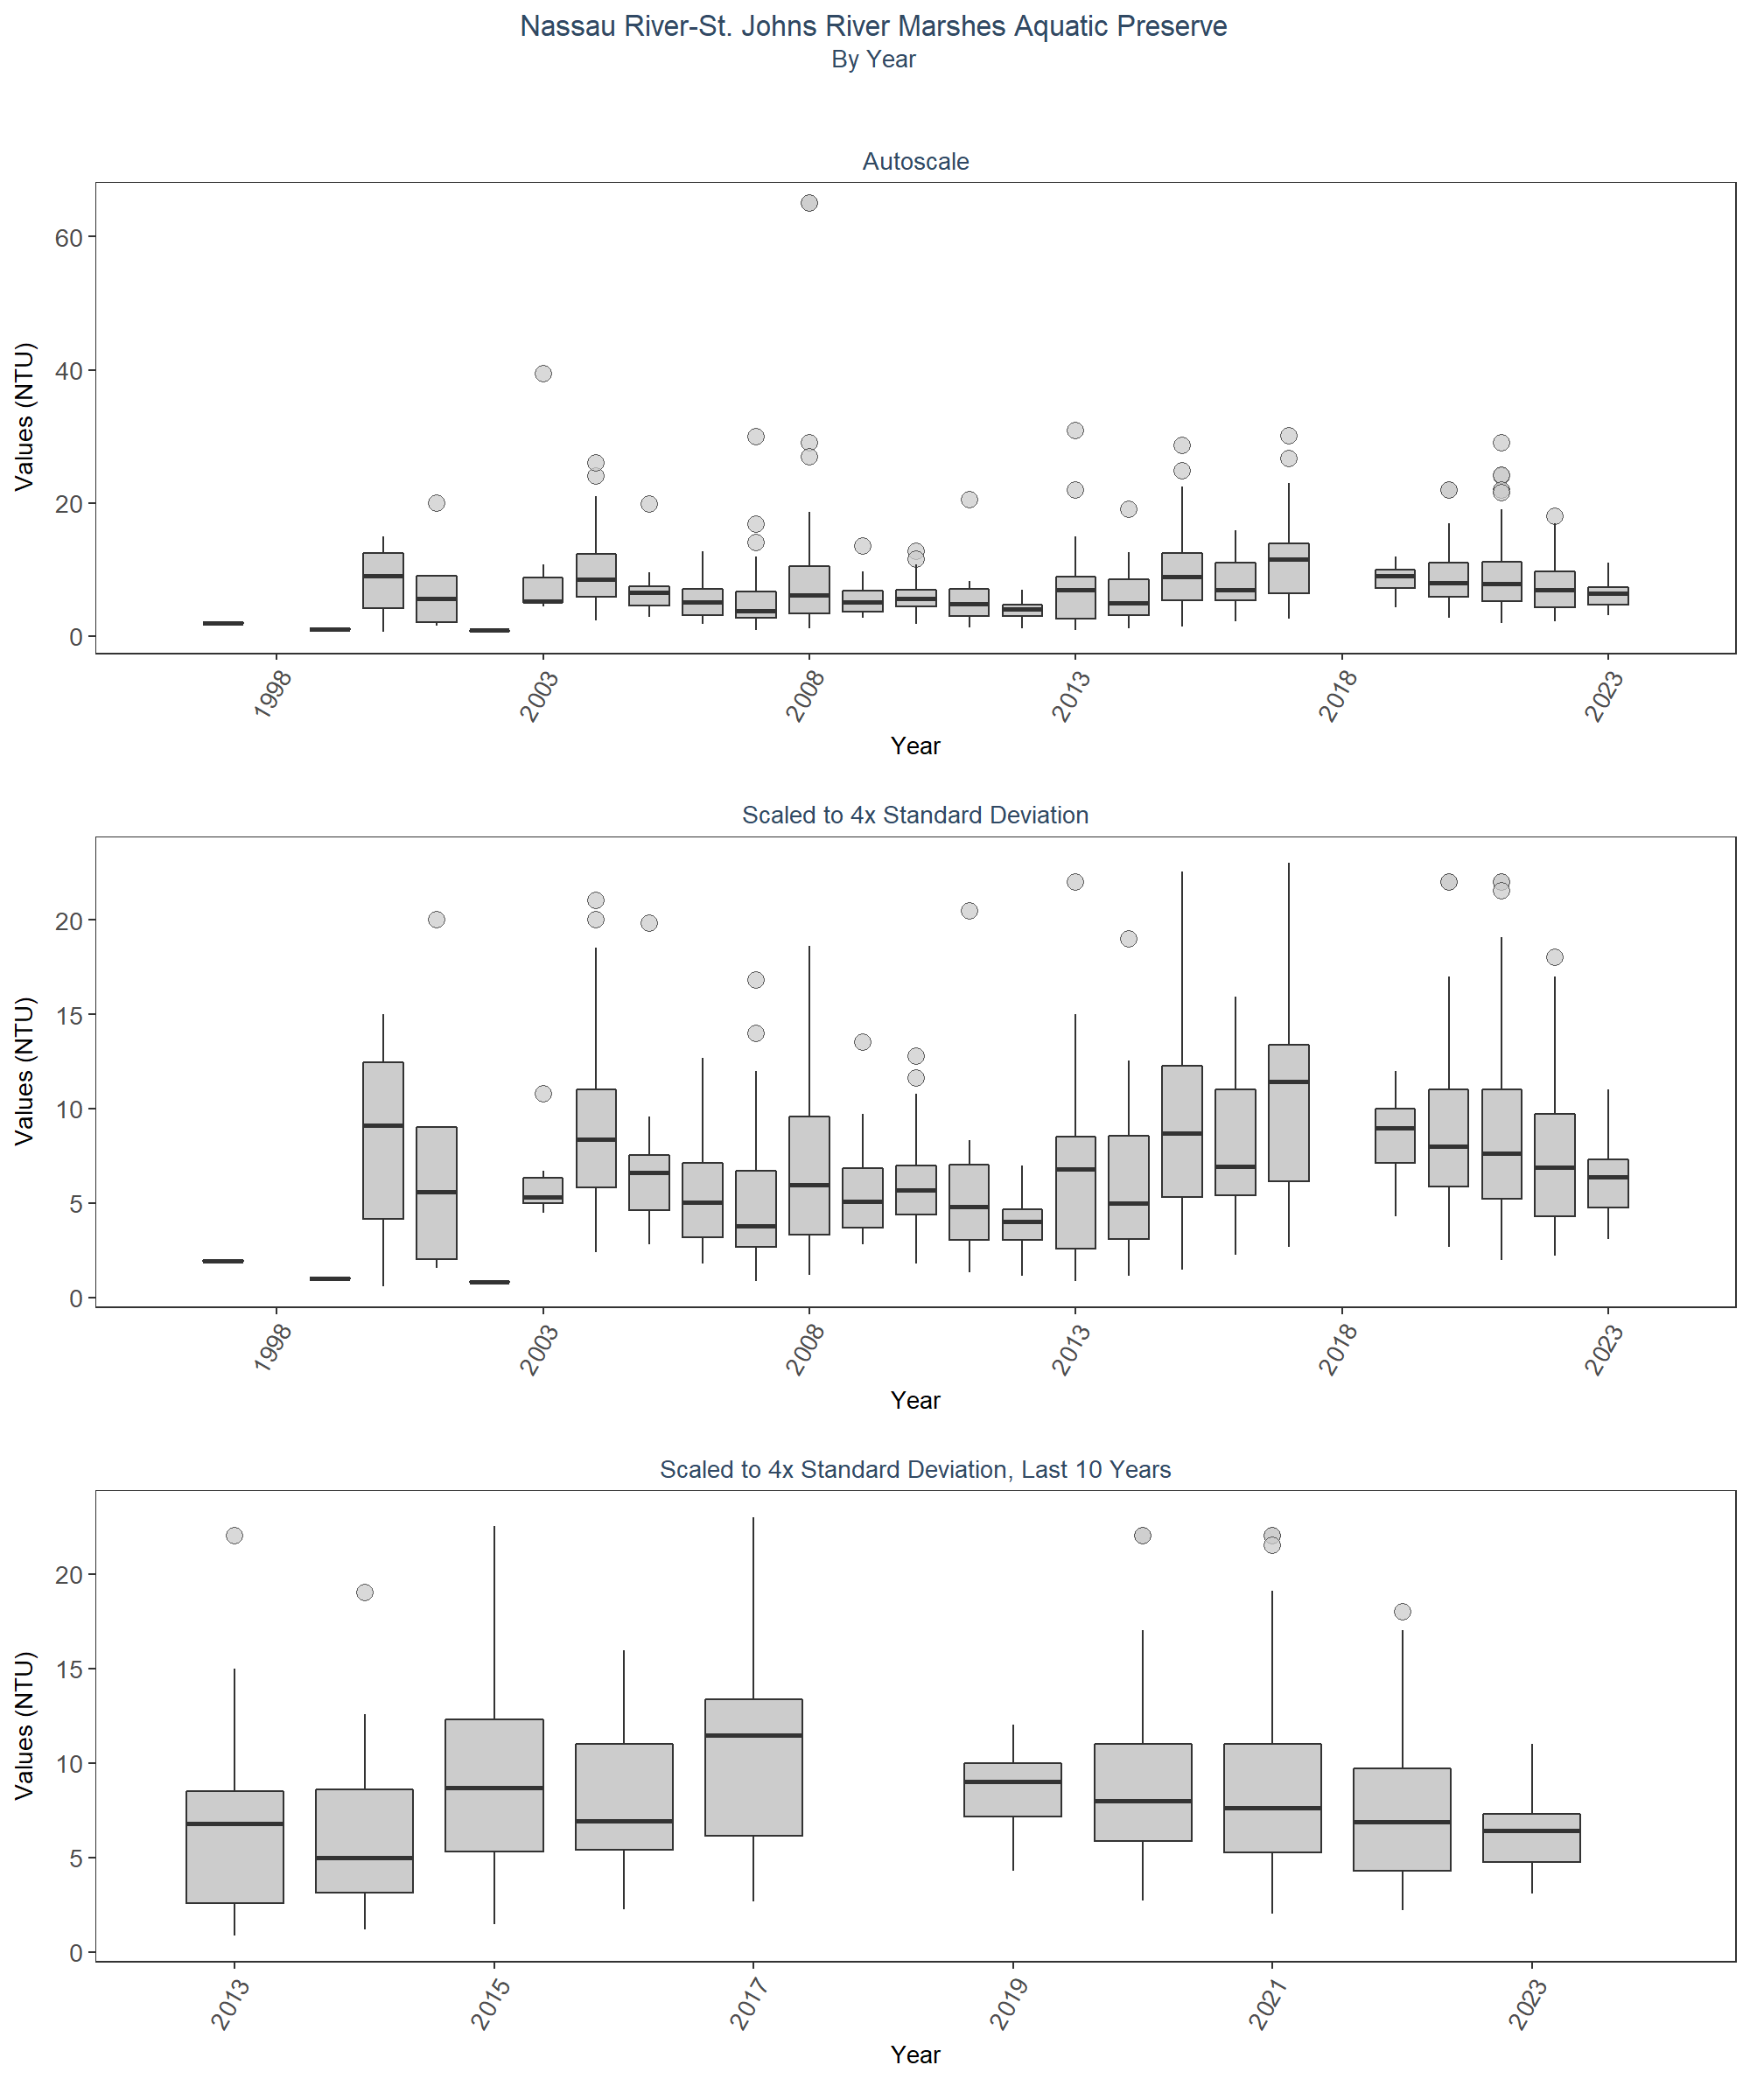 Nassau River-St. Johns River Marshes Aquatic Preserve
By Year
Autoscale
Values (NTU)
60
40
20
0
1998 2003 2008 2013 2018 2023
Year
Scaled to 4x Standard Deviation
Values (NTU)
20
15
10
5
0
1998 2003 2008 2013 2018 2023
Year
Scaled to 4x Standard Deviation, Last 10 Years
Values (NTU)
20
15
10
5
0
2013 2015 2017 2019 2021 2023
Year